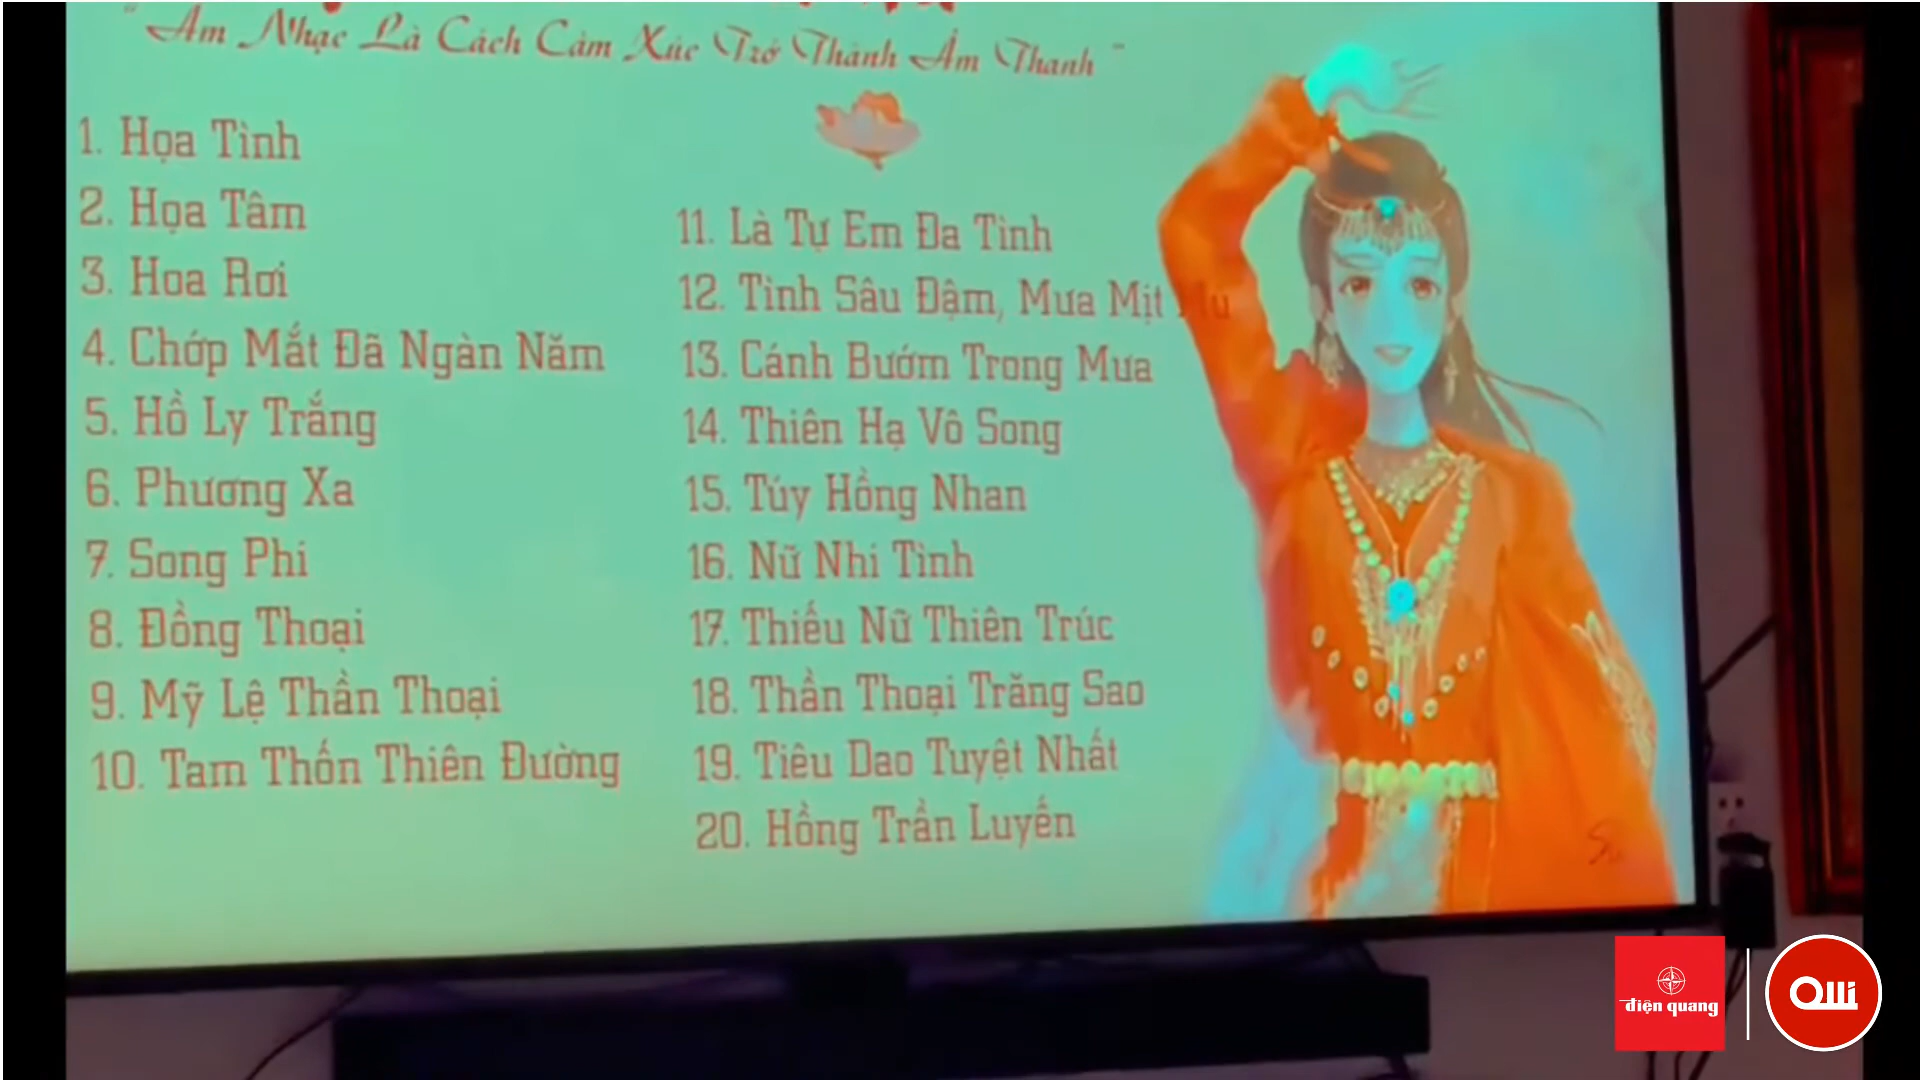 " Âm Nhạc Là Cách Cảm Xúc Trở Thành Âm Thanh "
1. Họa Tình
2. Họa Tâm
3. Hoa Rơi
4. Chớp Mắt Đã Ngàn Năm
5. Hồ Ly Trắng
6. Phương Xa
7. Song Phi
8. Đồng Thoại
9. Mỹ Lệ Thần Thoại
10. Tam Thốn Thiên Đường
11. Là Tự Em Đa Tình
12. Tình Sâu Đậm, Mưa Mịt Mù
13. Cánh Bướm Trong Mưa
14. Thiên Hạ Vô Song
15. Túy Hồng Nhan
16. Nữ Nhi Tình
17. Thiếu Nữ Thiên Trúc
18. Thần Thoại Trăng Sao
19. Tiêu Dao Tuyệt Nhất
20. Hồng Trần Luyến
điện quang